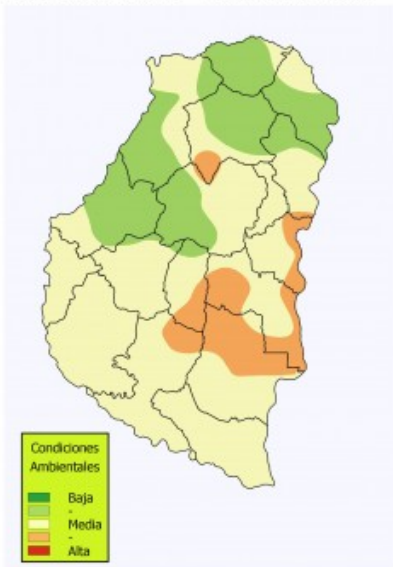 Condiciones
Ambientales
Baja
-
Media
-
Alta